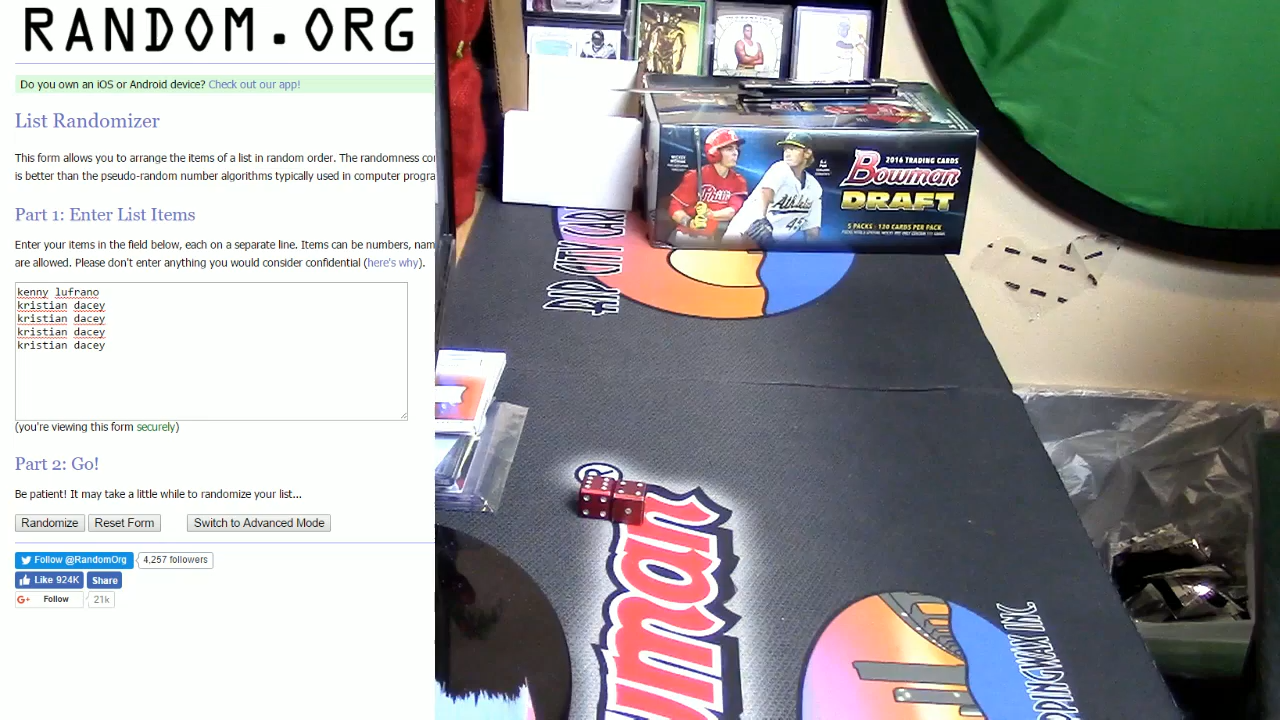 RANDOM.ORG
Do you own an iOS or Android device? Check out our app!
List Randomizer
This form allows you to arrange the items of a list in random order. The randomness
is better than the pseudo-random number algorithms typically used in computer
Part 1: Enter List Items
Enter your items in the field below, each on a separate line. Items can be numbers,
are allowed. Please don't enter anything you would consider confidential (here's why).
kenny lufrano
kristian dacey
kristian dacey
kristian dacey
kristian dacey
(you're viewing this form securely)
Part 2: Go!
Be patient! It may take a little while to randomize your list...
Randomize Reset Form Switch to Advanced Mode
Follow @RandomOrg 4,257 followers
Like 924K Share
G+ Follow 21k
2016 TRADING CARDS
Bowman
DRAFT
5 PACKS · 130 CARDS PER PACK
Phillies
Athletics
RIP CITY